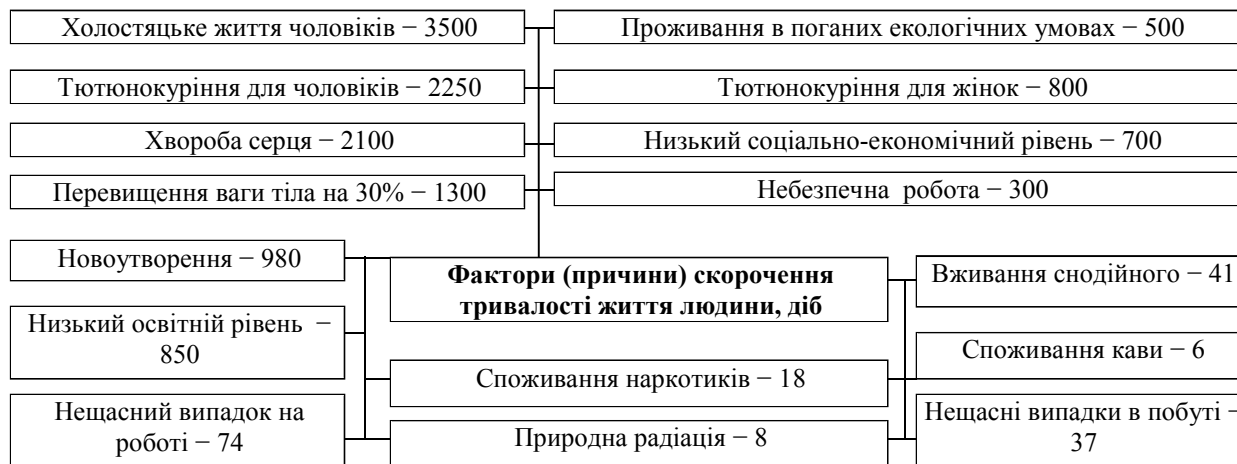 Холостяцьке життя чоловіків − 3500
Проживання в поганих екологічних умовах − 500
Тютюнокуріння для чоловіків − 2250
Тютюнокуріння для жінок − 800
Хвороба серця − 2100
Низький соціально-економічний рівень − 700
Перевищення ваги тіла на 30% − 1300
Небезпечна робота − 300
Новоутворення − 980
Фактори (причини) скорочення
тривалості життя людини, діб
Вживання снодійного − 41
Низький освітній рівень −
850
Споживання наркотиків − 18
Споживання кави − 6
Нещасний випадок на
роботі − 74
Природна радіація − 8
Нещасні випадки в побуті −
37